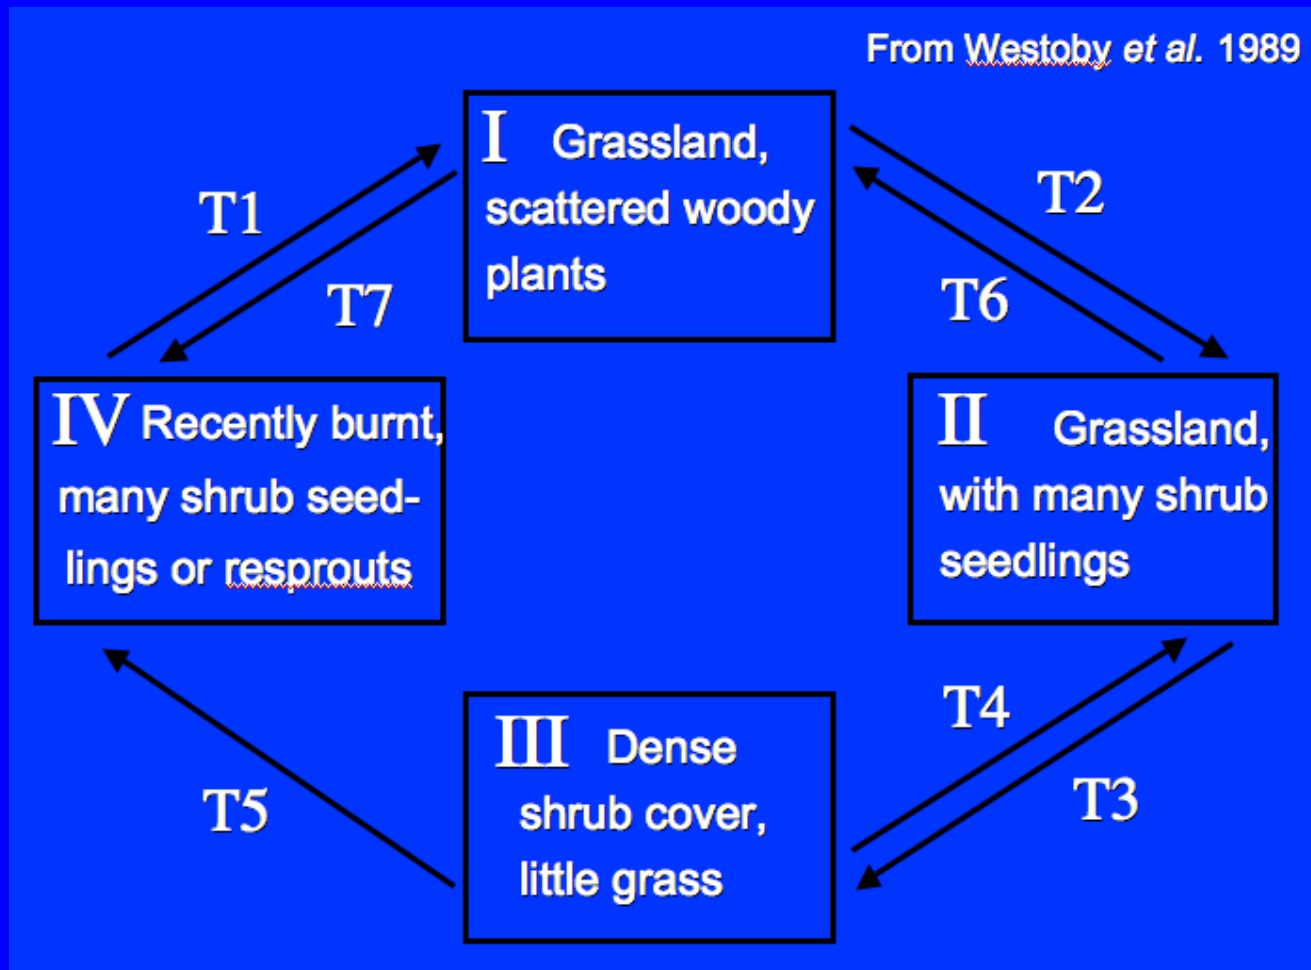 From Westoby et al. 1989
I Grassland,
scattered woody
plants
T1
T7
T2
T6
IV Recently burnt,
many shrub seed-
lings or resprouts
II Grassland,
with many shrub
seedlings
III Dense
shrub cover,
little grass
T5
T4
T3